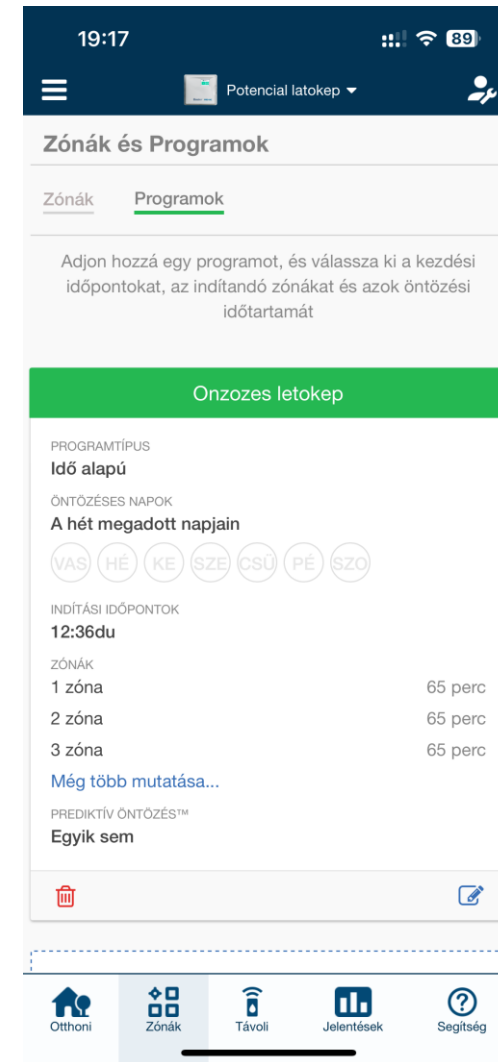 19:17
89
Potencial latokep
Zónák és Programok
Zónák Programok
Adjon hozzá egy programot, és válassza ki a kezdési
időpontokat, az indítandó zónákat és azok öntözési
időtartamát
Onzozes letokep
PROGRAMTÍPUS
Idő alapú
ÖNTÖZÉSES NAPOK
A hét megadott napjain
VAS HÉ KE SZE CSÜ PÉ SZO
INDÍTÁSI IDŐPONTOK
12:36du
ZÓNÁK
1 zóna 65 perc
2 zóna 65 perc
3 zóna 65 perc
Még több mutatása...
PREDIKTÍV ÖNTÖZÉS™
Egyik sem
Otthoni Zónák Távoli Jelentések Segítség